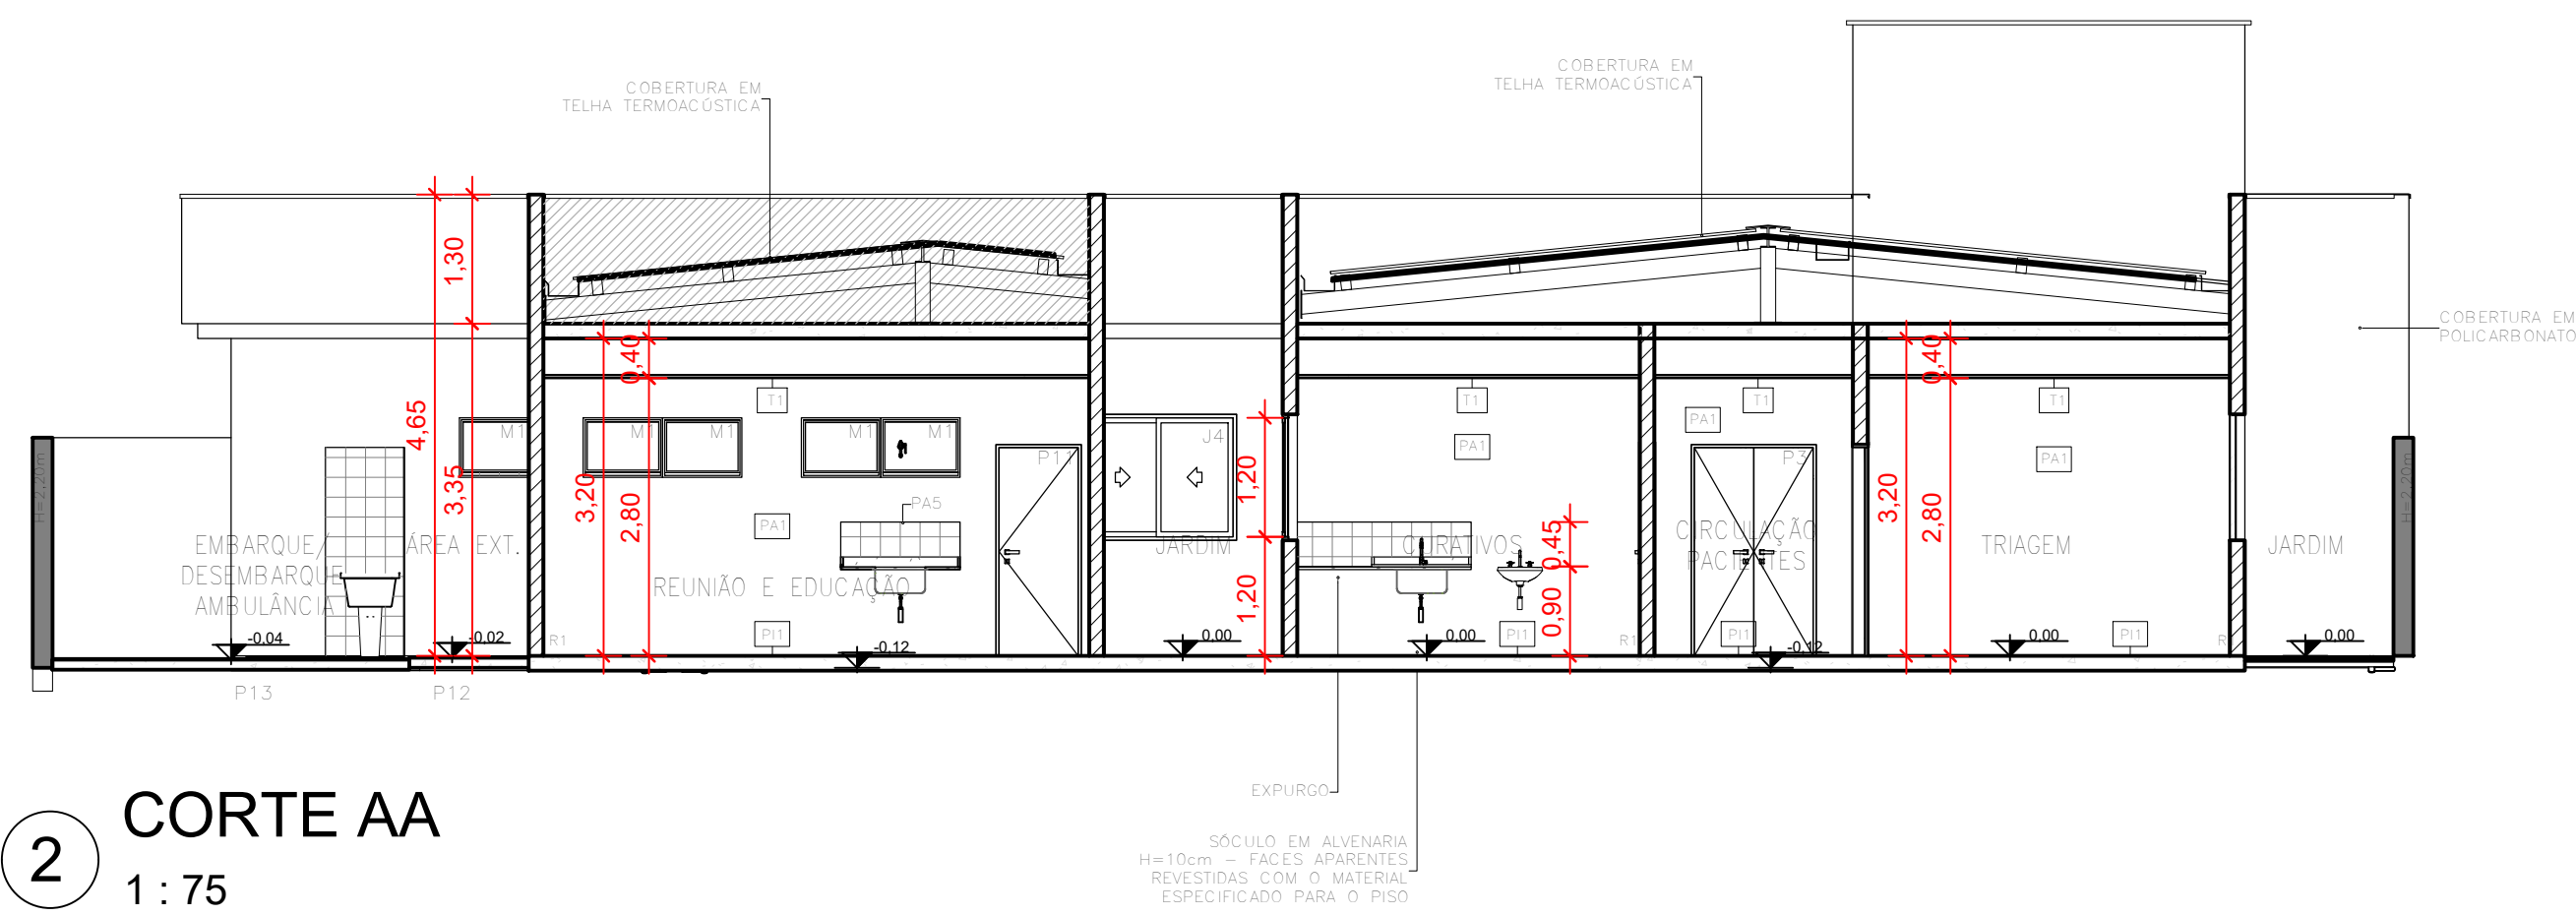 COBERTURA EM
TELHA TERMOACÚSTICA
COBERTURA EM
TELHA TERMOACÚSTICA
COBERTURA EM
POLICARBONATO
1,30
4,65
3,35
0,40
3,20
2,80
1,20
1,20
0,45
0,90
0,40
3,20
2,80
T1
T1
T1
T1
M1
M1
M1
M1
M1
P11
J4
PA1
PA1
P3
PA1
PA1
PA5
H=2,20m
H=2,20m
EMBARQUE/
DESEMBARQUE
AMBULÂNCIA
ÁREA EXT.
REUNIÃO E EDUCAÇÃO
JARDIM
CURATIVOS
CIRCULAÇÃO
PACIENTES
TRIAGEM
JARDIM
R1
PI1
PI1
R1
PI1
PI1
-0,04
-0,02
-0,12
0,00
0,00
-0,12
0,00
0,00
P13
P12
EXPURGO
SÓCULO EM ALVENARIA
H=10cm – FACES APARENTES
REVESTIDAS COM O MATERIAL
ESPECIFICADO PARA O PISO
2
CORTE AA
1 : 75